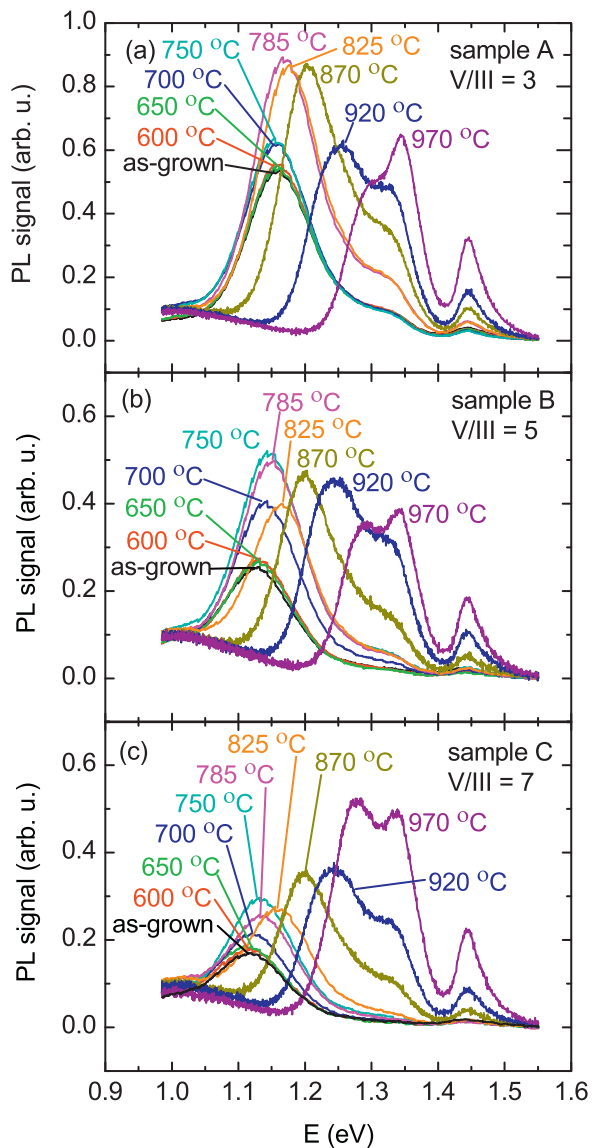 (a)
sample A
V/III = 3
785 °C
825 °C
750 °C
870 °C
700 °C
650 °C
600 °C
as-grown
920 °C
970 °C
PL signal (arb. u.)
1.0
0.8
0.6
0.4
0.2
0.0
(b)
sample B
V/III = 5
785 °C
825 °C
750 °C
870 °C
700 °C
920 °C
650 °C
600 °C
as-grown
970 °C
PL signal (arb. u.)
0.6
0.4
0.2
0.0
(c)
sample C
V/III = 7
825 °C
870 °C
785 °C
750 °C
700 °C
650 °C
600 °C
as-grown
970 °C
920 °C
PL signal (arb. u.)
0.6
0.4
0.2
0.0
0.9 1.0 1.1 1.2 1.3 1.4 1.5 1.6
E (eV)